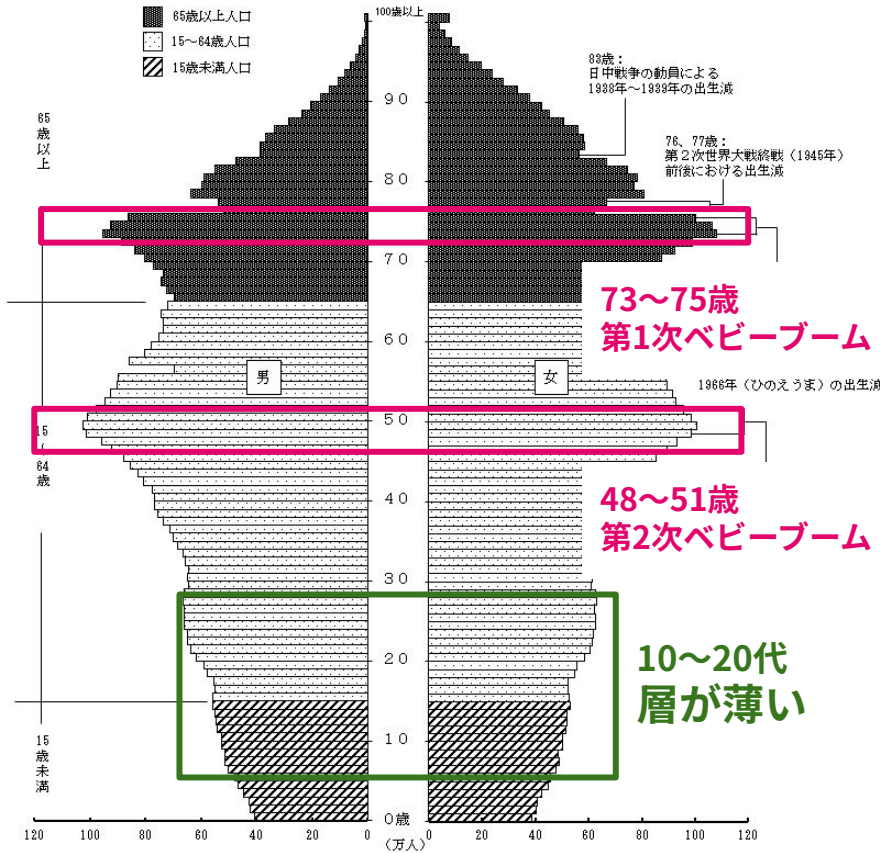 65歳以上人口
15～64歳人口
15歳未満人口
100歳以上
83歳：
日中戦争の動員による
1938年～1939年の出生減
76、77歳：
第２次世界大戦終戦（1945年）
前後における出生減
65歳以上
90
80
70
73～75歳
第1次ベビーブーム
60
男
女
1966年（ひのえうま）の出生減
50
15～64歳
48～51歳
第2次ベビーブーム
40
30
10～20代
層が薄い
20
10
15歳未満
0歳
120 100 80 60 40 20 0 （万人） 0 20 40 60 80 100 120